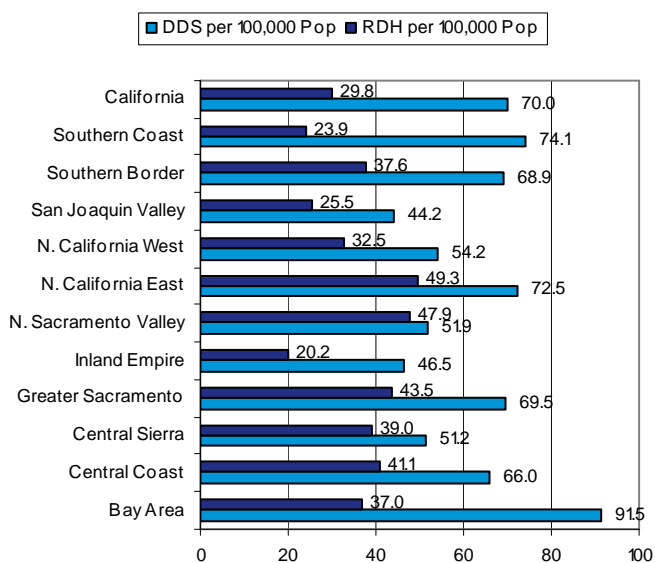 DDS per 100,000 Pop RDH per 100,000 Pop
California 29.8 70.0
Southern Coast 23.9 74.1
Southern Border 37.6 68.9
San Joaquin Valley 25.5 44.2
N. California West 32.5 54.2
N. California East 49.3 72.5
N. Sacramento Valley 47.9 51.9
Inland Empire 20.2 46.5
Greater Sacramento 43.5 69.5
Central Sierra 39.0 51.2
Central Coast 41.1 66.0
Bay Area 37.0 91.5
0 20 40 60 80 100